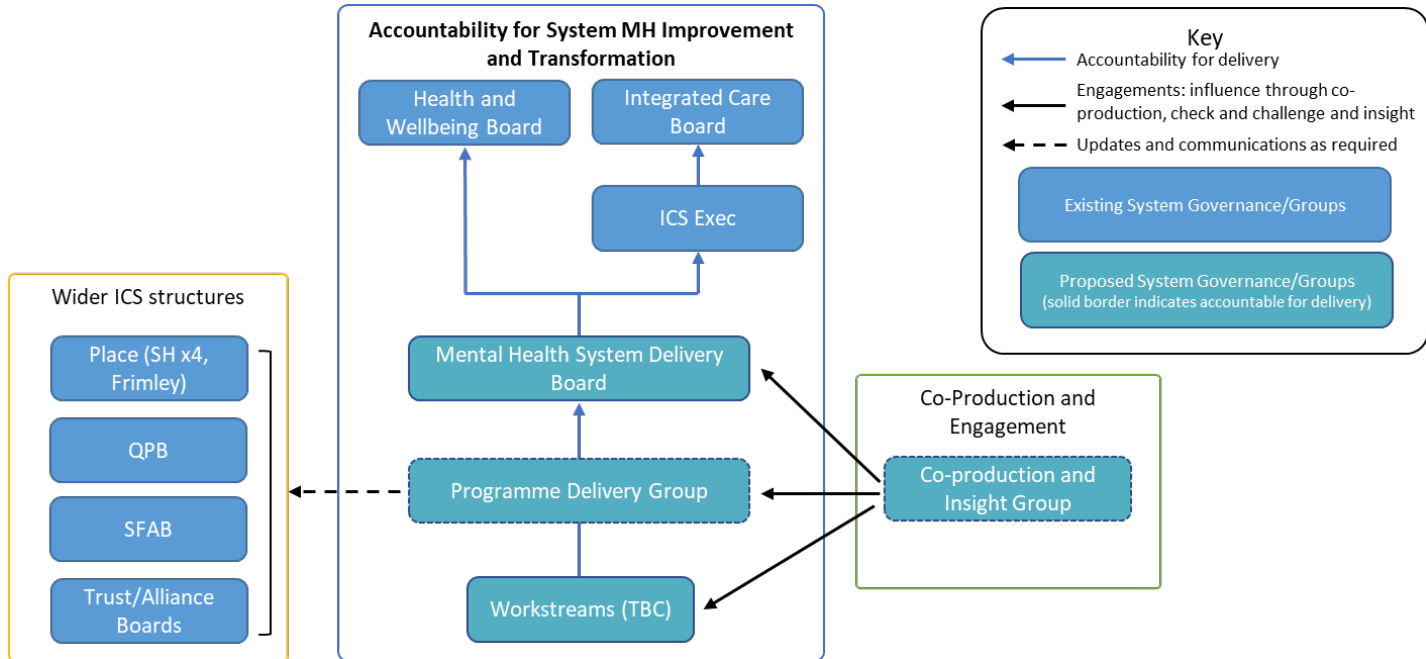 Accountability for System MH Improvement
and Transformation
Health and
Wellbeing Board
Integrated Care
Board
ICS Exec
Mental Health System Delivery
Board
Programme Delivery Group
Workstreams (TBC)
Wider ICS structures
Place (SH x4,
Frimley)
QPB
SFAB
Trust/Alliance
Boards
Co-Production and
Engagement
Co-production and
Insight Group
Key
Accountability for delivery
Engagements: influence through co-
production, check and challenge and insight
Updates and communications as required
Existing System Governance/Groups
Proposed System Governance/Groups
(solid border indicates accountable for delivery)